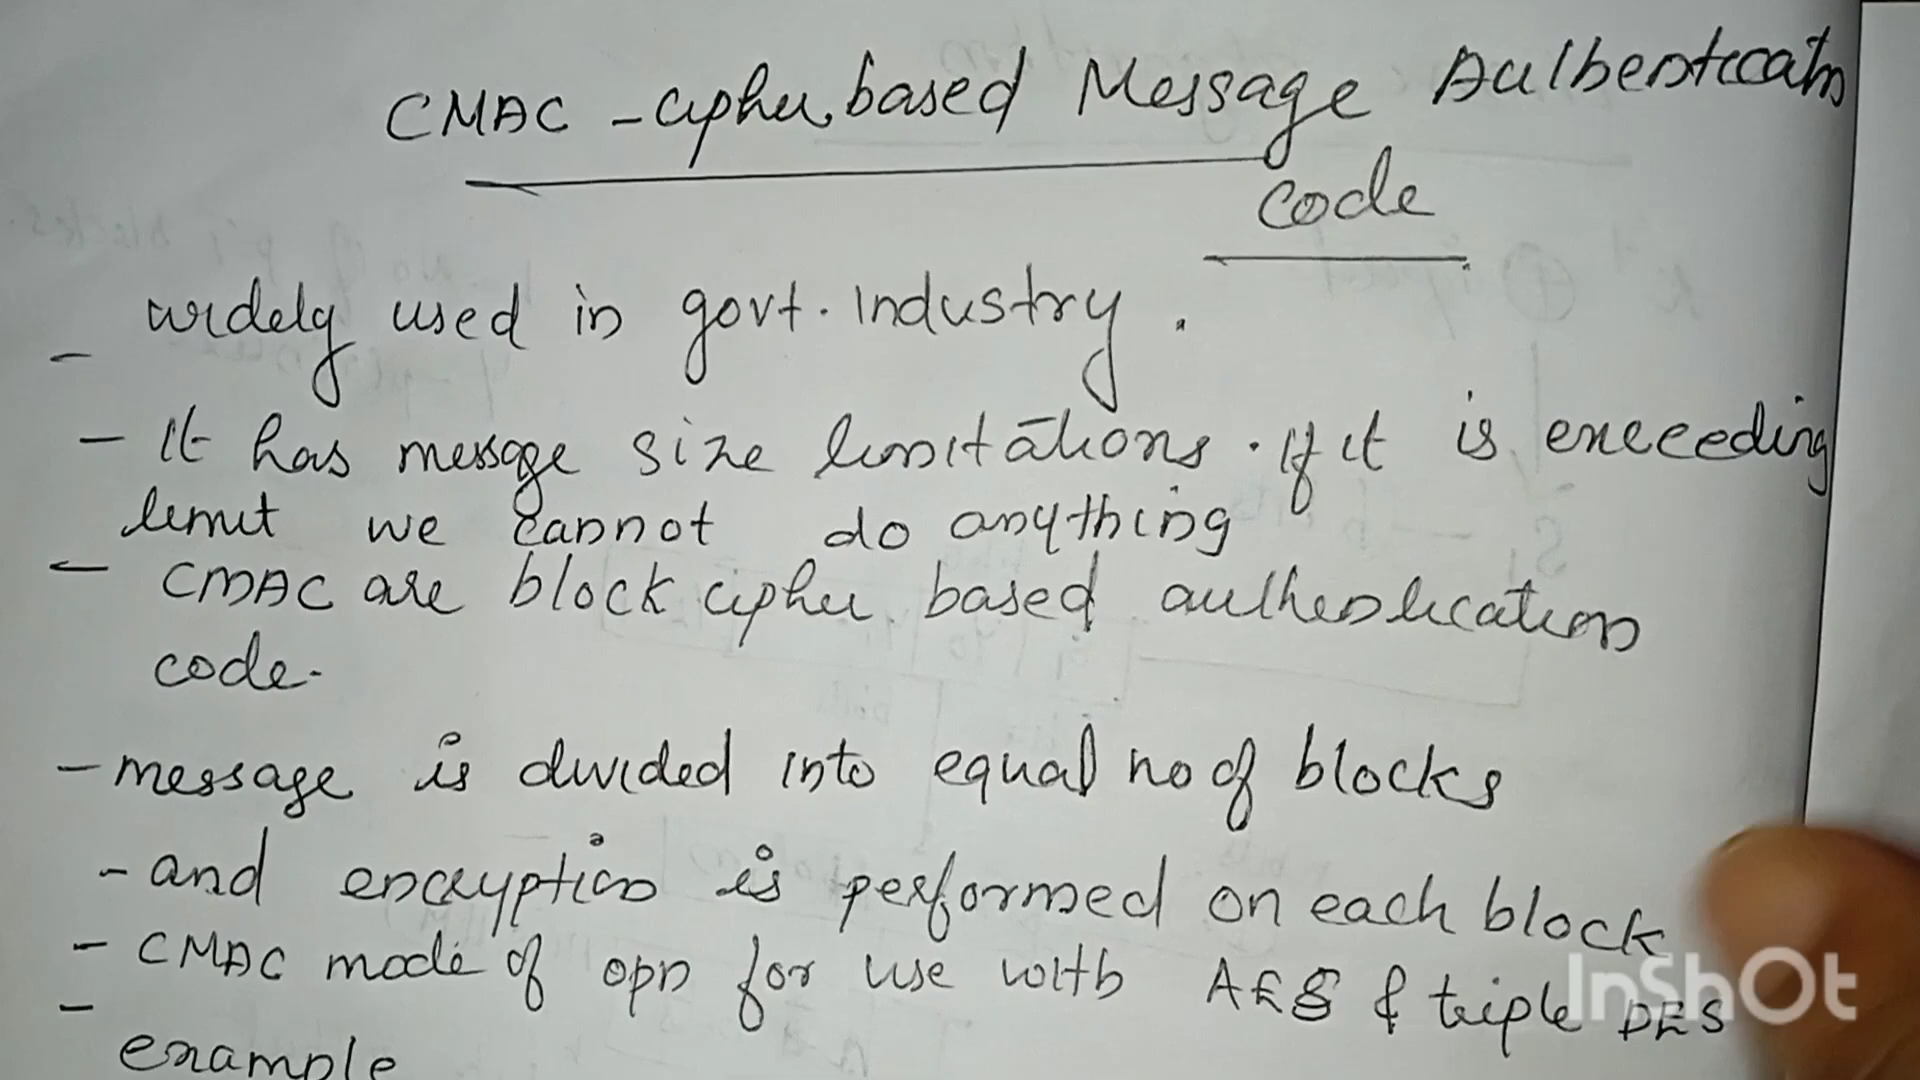 CMAC - cipher based Message Authentication
code
- widely used in govt. industry.
- It has message size limitations. If it is exceeding
limit we cannot do anything
- CMAC are block cipher based authentication
code.
- message is divided into equal no of blocks
- and encryption is performed on each block
- CMAC mode of opn for use with AES & triple DES
- example
InShOt